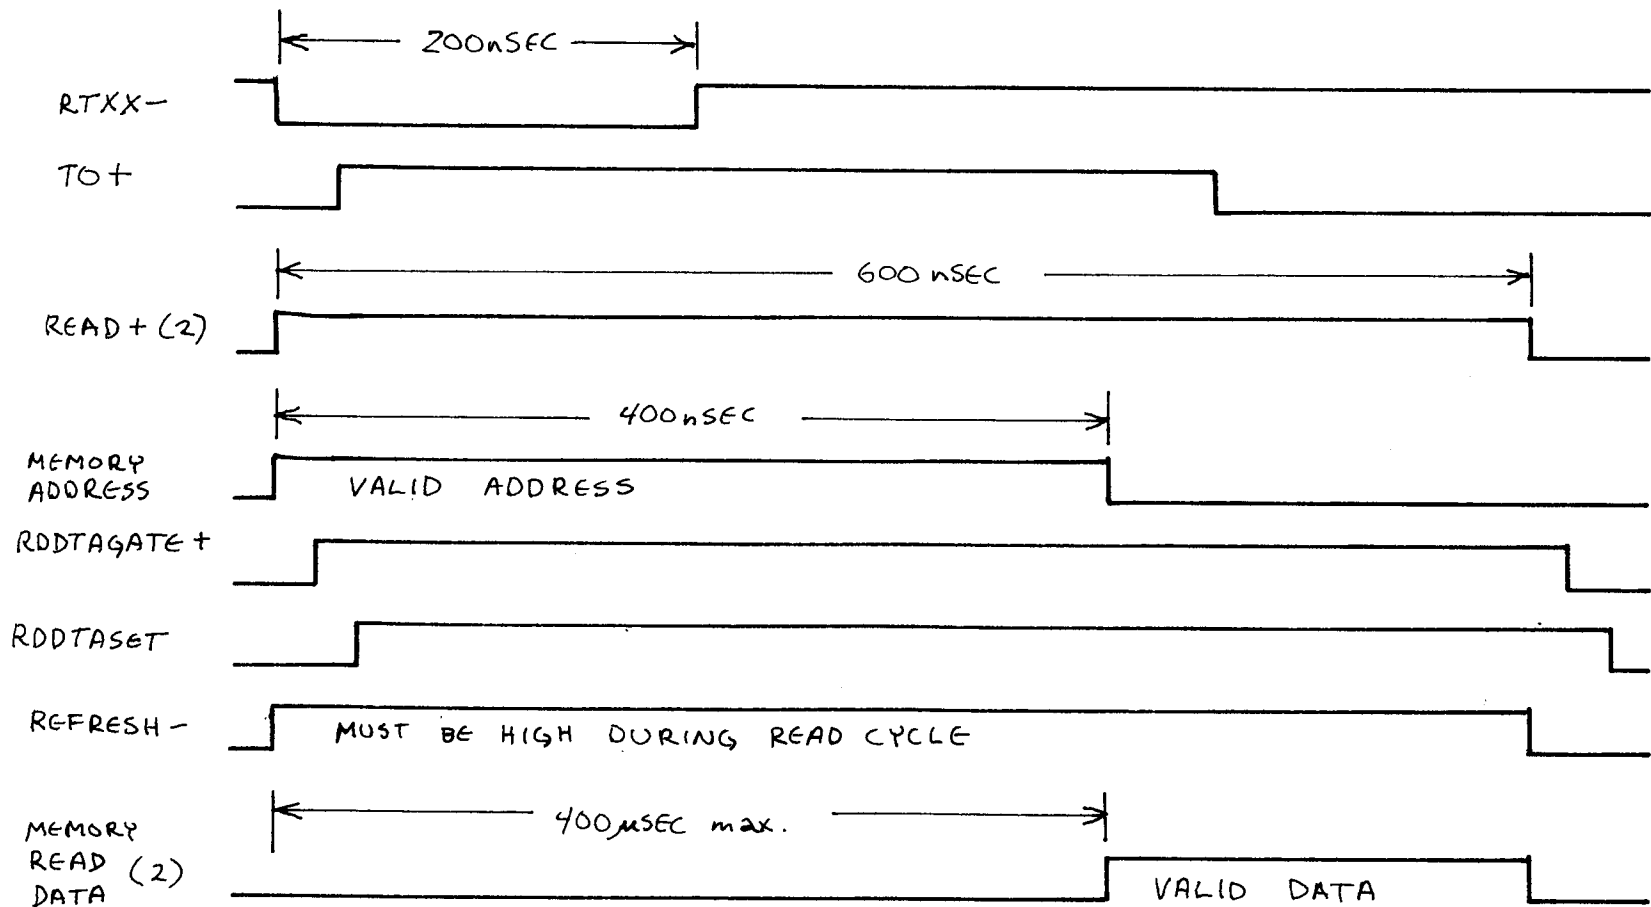 200nSEC
RTXX-
TO+
600 nSEC
READ+ (2)
400nSEC
MEMORY
ADDRESS
VALID ADDRESS
RDDTAGATE+
RDDTASET
REFRESH-
MUST BE HIGH DURING READ CYCLE
400µSEC max.
MEMORY
READ (2)
DATA
VALID DATA